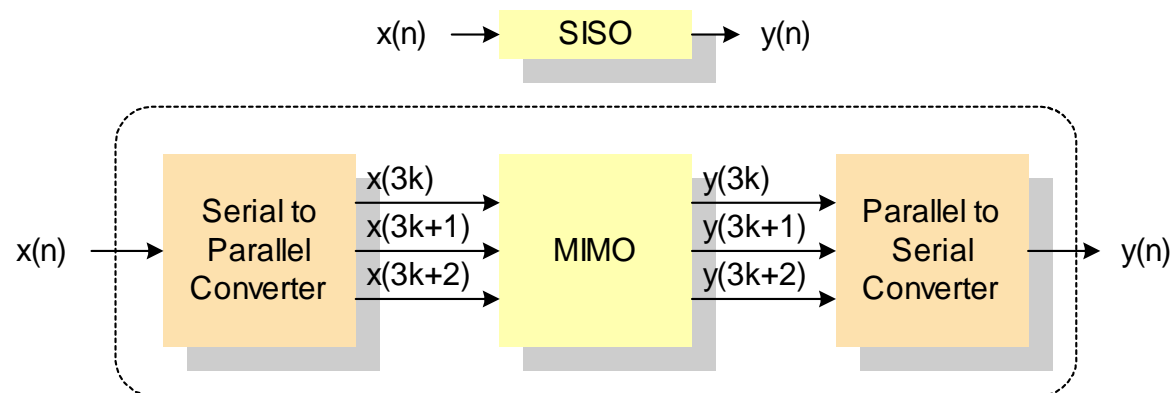 x(n) SISO y(n)
x(3k) y(3k)
Serial to Parallel to
x(3k+1) y(3k+1)
x(n) Parallel MIMO Serial y(n)
x(3k+2) y(3k+2)
Converter Converter